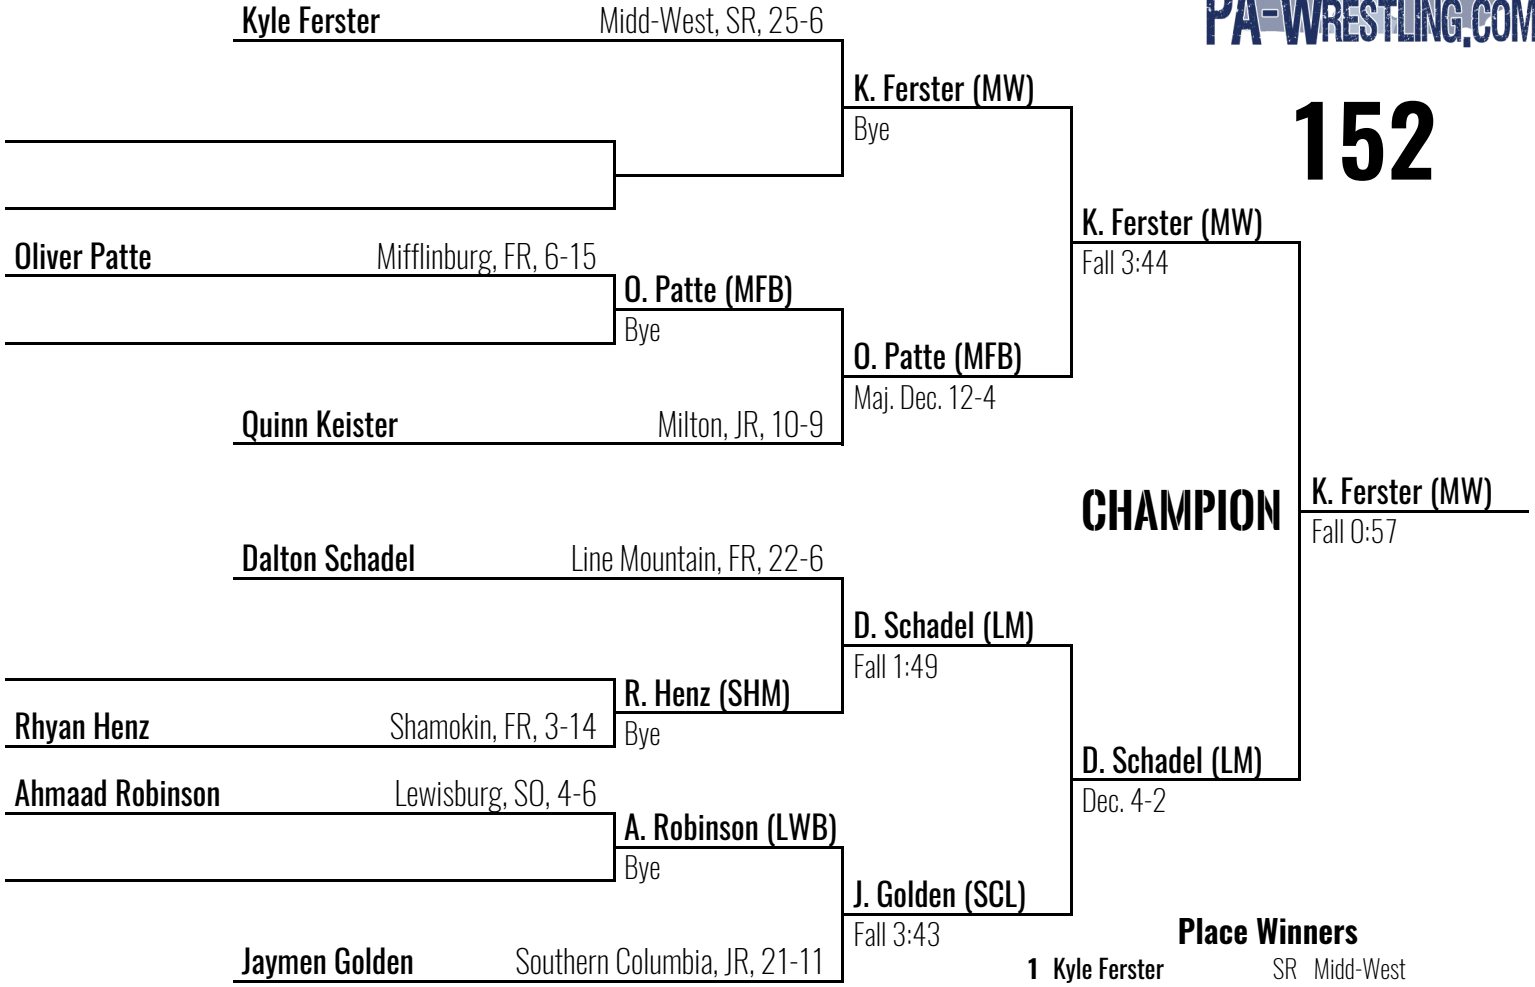 Kyle Ferster Midd-West, SR, 25-6
PA-WRESTLING.COM
K. Ferster (MW)
Bye
152
K. Ferster (MW)
Fall 3:44
Oliver Patte Mifflinburg, FR, 6-15
O. Patte (MFB)
Bye
O. Patte (MFB)
Maj. Dec. 12-4
Quinn Keister Milton, JR, 10-9
CHAMPION
K. Ferster (MW)
Fall 0:57
Dalton Schadel Line Mountain, FR, 22-6
D. Schadel (LM)
Fall 1:49
R. Henz (SHM)
Bye
Rhyan Henz Shamokin, FR, 3-14
D. Schadel (LM)
Dec. 4-2
Ahmaad Robinson Lewisburg, SO, 4-6
A. Robinson (LWB)
Bye
J. Golden (SCL)
Fall 3:43
Jaymen Golden Southern Columbia, JR, 21-11
Place Winners
1 Kyle Ferster SR Midd-West